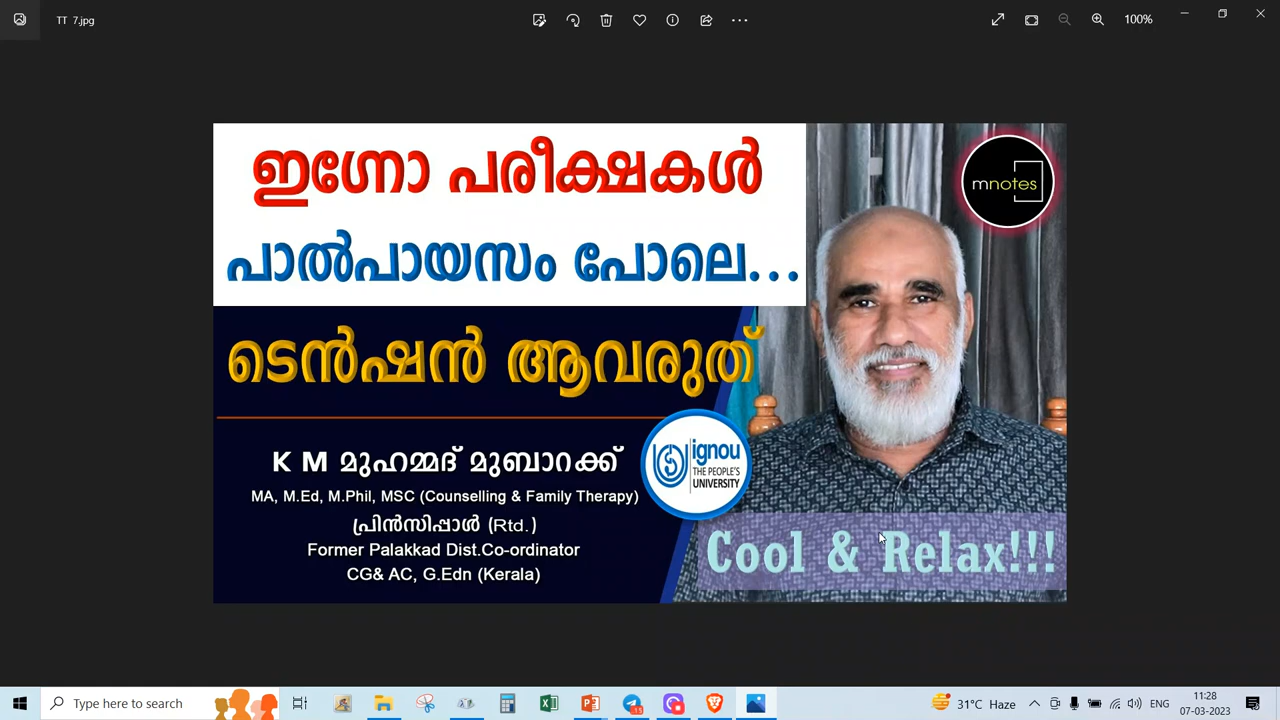 TT 7.jpg
100%
ഇഗ്നോ പരീക്ഷകൾ
പാൽപായസം പോലെ...
ടെൻഷൻ ആവരുത്
mnotes
K M മുഹമ്മദ് മുബാറക്ക്
MA, M.Ed, M.Phil, MSC (Counselling & Family Therapy)
പ്രിൻസിപ്പാൾ (Rtd.)
Former Palakkad Dist.Co-ordinator
CG& AC, G.Edn (Kerala)
ignou
THE PEOPLE'S
UNIVERSITY
Cool & Relax!!!
Type here to search
31°C Haze
ENG
11:28
07-03-2023